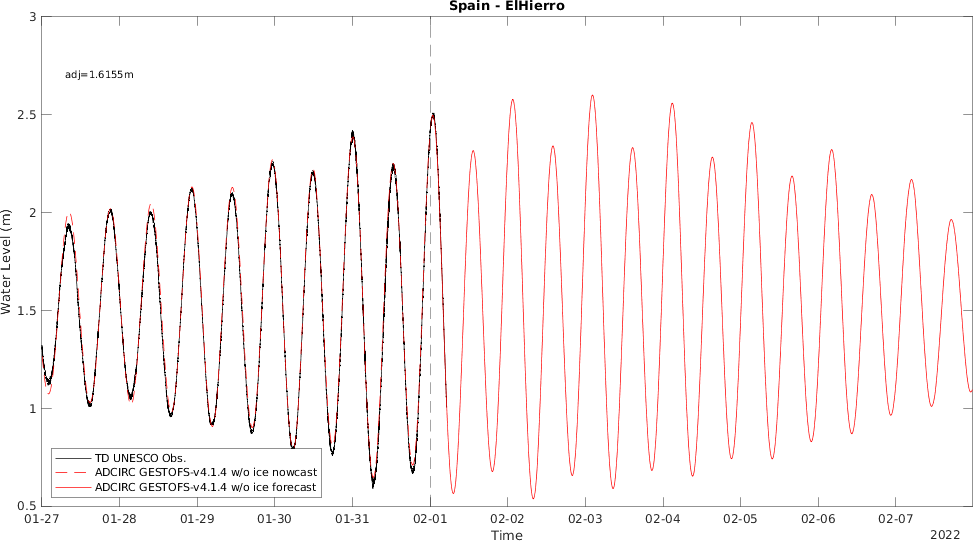 Spain - ElHierro
3
adj=1.6155m
2.5
2
1.5
1
0.5
Water Level (m)
TD UNESCO Obs.
ADCIRC GESTOFS-v4.1.4 w/o ice nowcast
ADCIRC GESTOFS-v4.1.4 w/o ice forecast
01-27 01-28 01-29 01-30 01-31 02-01 02-02 02-03 02-04 02-05 02-06 02-07
Time
2022